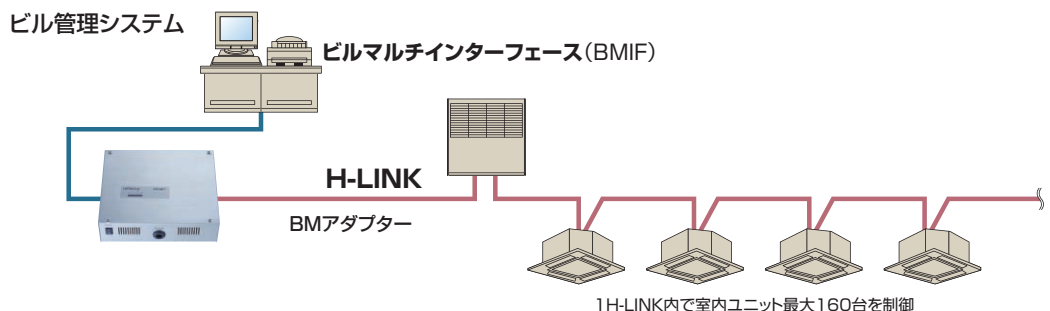 ビル管理システム
ビルマルチインターフェース(BMIF)
H-LINK
BMアダプター
1H-LINK内で室内ユニット最大160台を制御